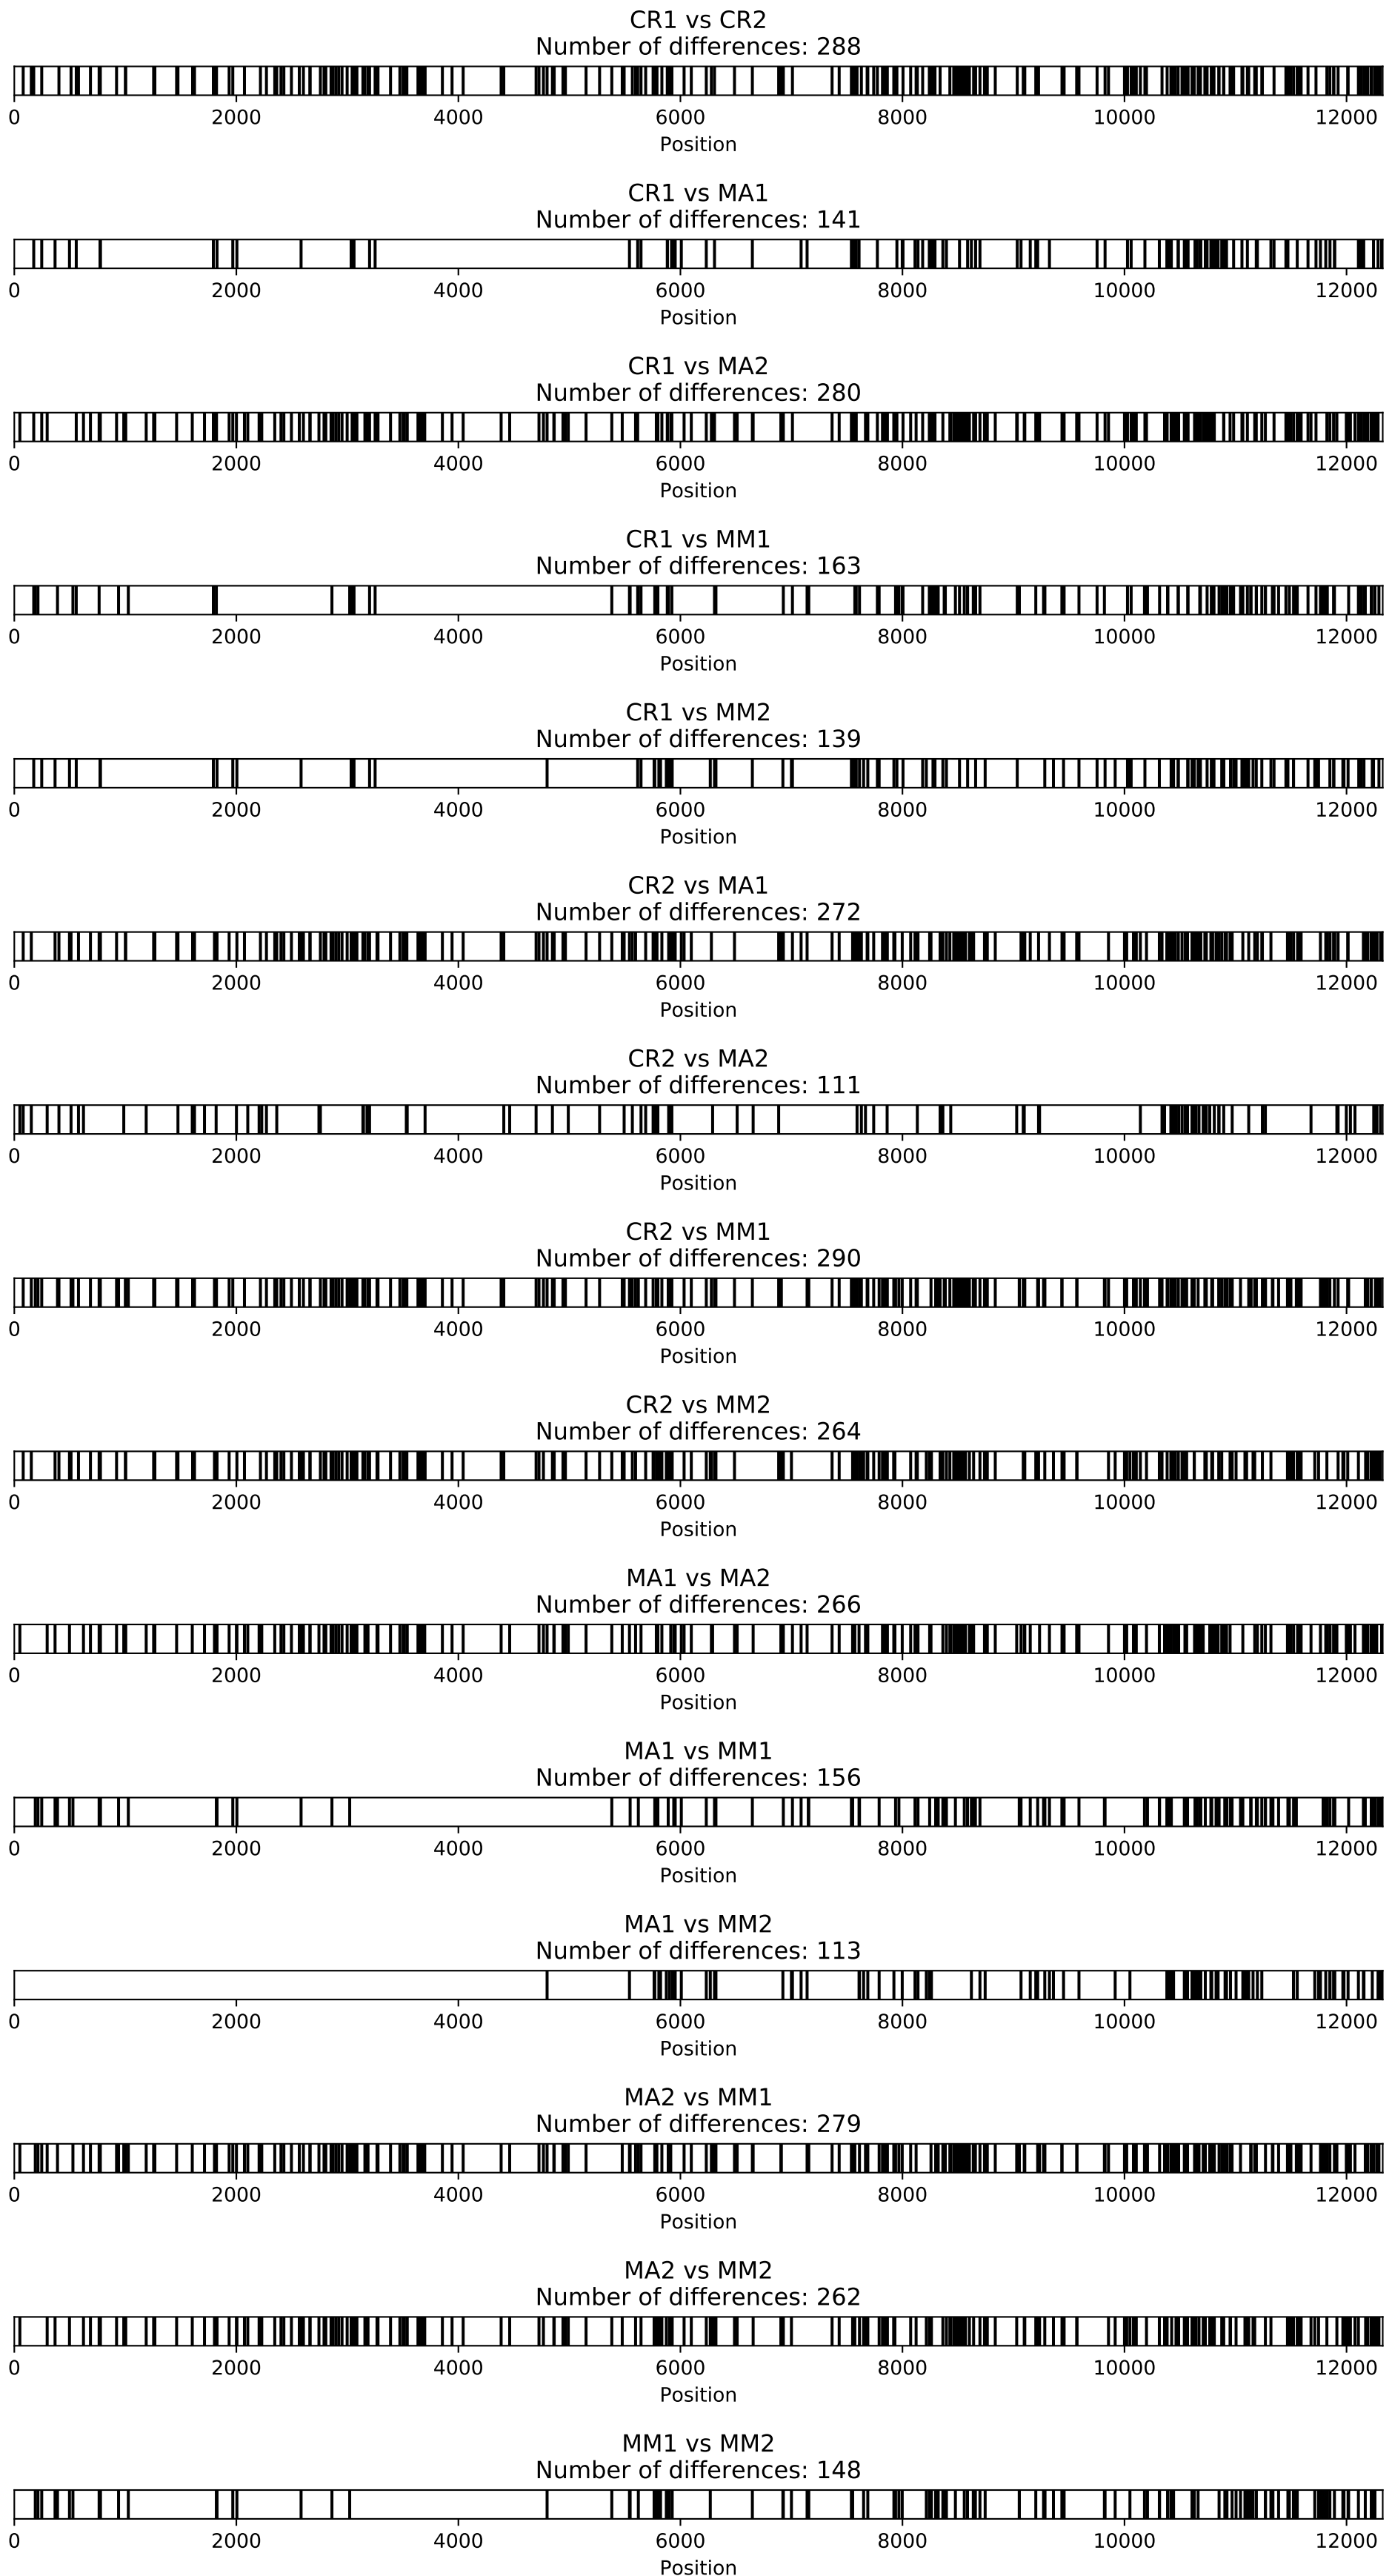 CR1 vs CR2
Number of differences: 288
0 2000 4000 6000 8000 10000 12000
Position
CR1 vs MA1
Number of differences: 141
0 2000 4000 6000 8000 10000 12000
Position
CR1 vs MA2
Number of differences: 280
0 2000 4000 6000 8000 10000 12000
Position
CR1 vs MM1
Number of differences: 163
0 2000 4000 6000 8000 10000 12000
Position
CR1 vs MM2
Number of differences: 139
0 2000 4000 6000 8000 10000 12000
Position
CR2 vs MA1
Number of differences: 272
0 2000 4000 6000 8000 10000 12000
Position
CR2 vs MA2
Number of differences: 111
0 2000 4000 6000 8000 10000 12000
Position
CR2 vs MM1
Number of differences: 290
0 2000 4000 6000 8000 10000 12000
Position
CR2 vs MM2
Number of differences: 264
0 2000 4000 6000 8000 10000 12000
Position
MA1 vs MA2
Number of differences: 266
0 2000 4000 6000 8000 10000 12000
Position
MA1 vs MM1
Number of differences: 156
0 2000 4000 6000 8000 10000 12000
Position
MA1 vs MM2
Number of differences: 113
0 2000 4000 6000 8000 10000 12000
Position
MA2 vs MM1
Number of differences: 279
0 2000 4000 6000 8000 10000 12000
Position
MA2 vs MM2
Number of differences: 262
0 2000 4000 6000 8000 10000 12000
Position
MM1 vs MM2
Number of differences: 148
0 2000 4000 6000 8000 10000 12000
Position